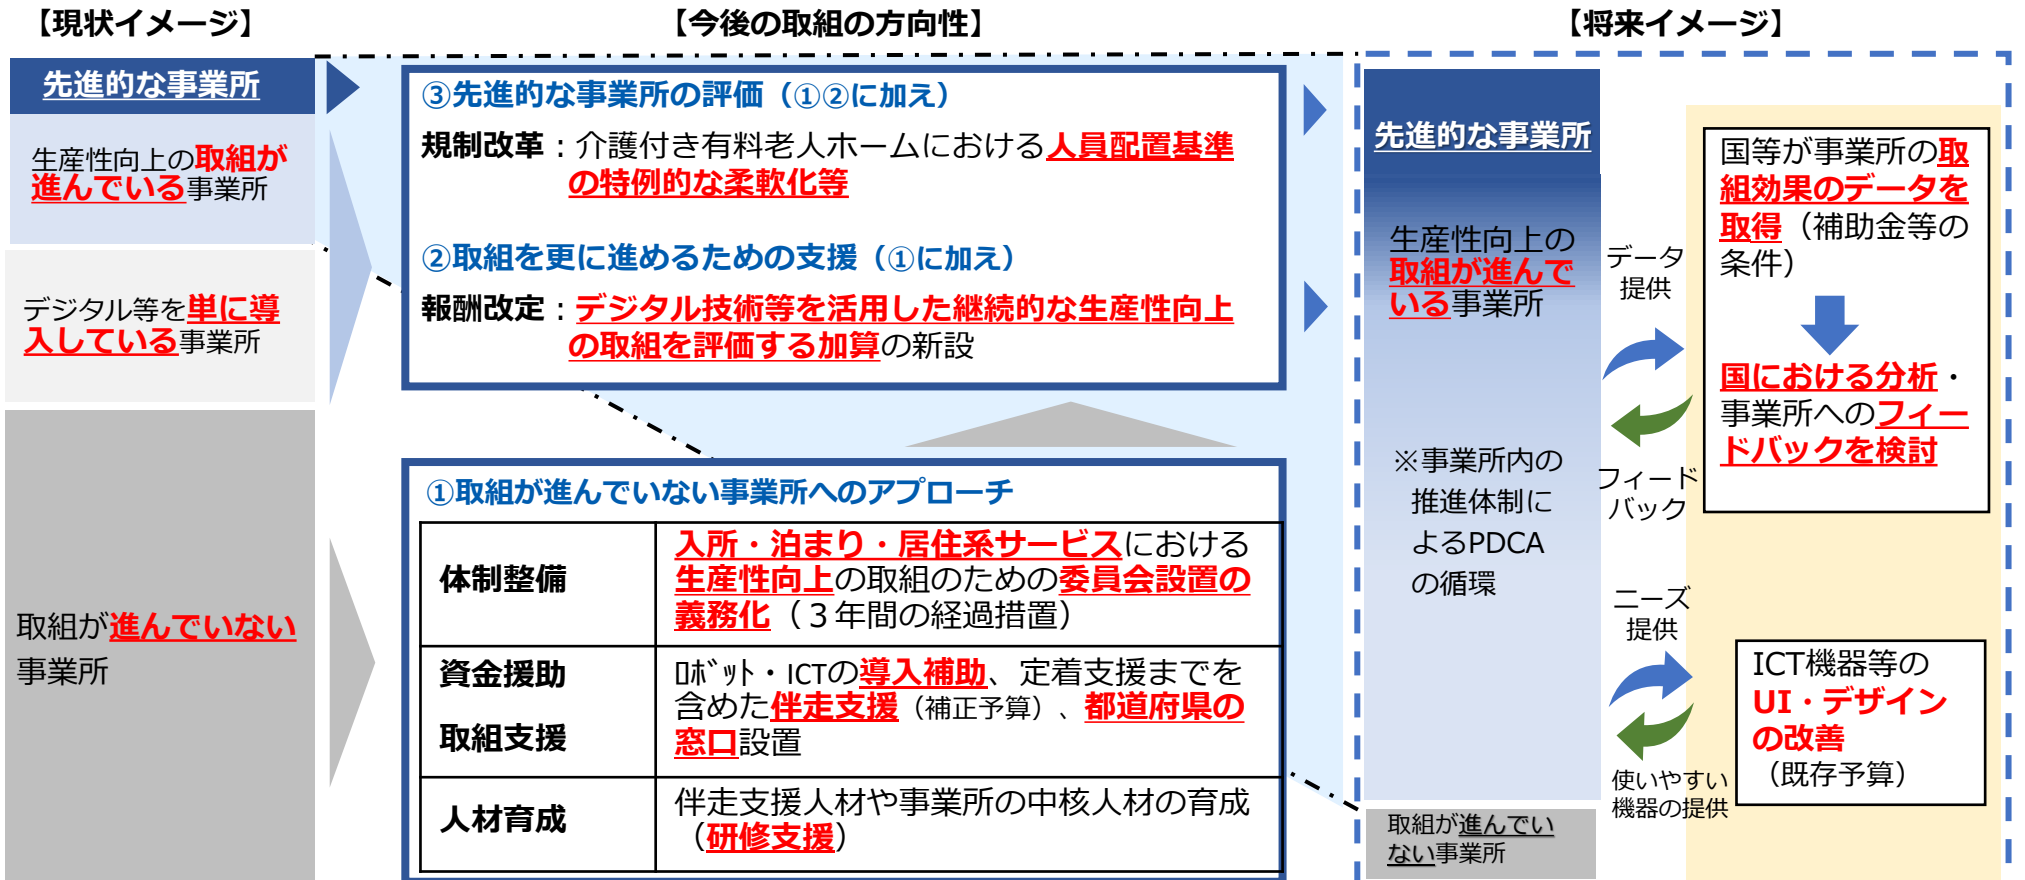 【現状イメージ】
先進的な事業所
生産性向上の取組が
進んでいる事業所
デジタル等を単に導
入している事業所
取組が進んでいない
事業所
【今後の取組の方向性】
③先進的な事業所の評価（①②に加え）
規制改革：介護付き有料老人ホームにおける人員配置基準
の特例的な柔軟化等
②取組を更に進めるための支援（①に加え）
報酬改定：デジタル技術等を活用した継続的な生産性向上
の取組を評価する加算の新設
①取組が進んでいない事業所へのアプローチ
体制整備
入所・泊まり・居住系サービスにおける
生産性向上の取組のための委員会設置の
義務化（３年間の経過措置）
資金援助
取組支援
ﾛﾎﾞｯﾄ・ICTの導入補助、定着支援までを
含めた伴走支援（補正予算）、都道府県の
窓口設置
人材育成
伴走支援人材や事業所の中核人材の育成
（研修支援）
【将来イメージ】
先進的な事業所
生産性向上の
取組が進んで
いる事業所
※事業所内の
推進体制に
よるPDCA
の循環
取組が進んでい
ない事業所
データ
提供
フィード
バック
ニーズ
提供
使いやすい
機器の提供
国等が事業所の取
組効果のデータを
取得（補助金等の
条件）
国における分析・
事業所へのフィー
ドバックを検討
ICT機器等の
UI・デザイン
の改善
（既存予算）